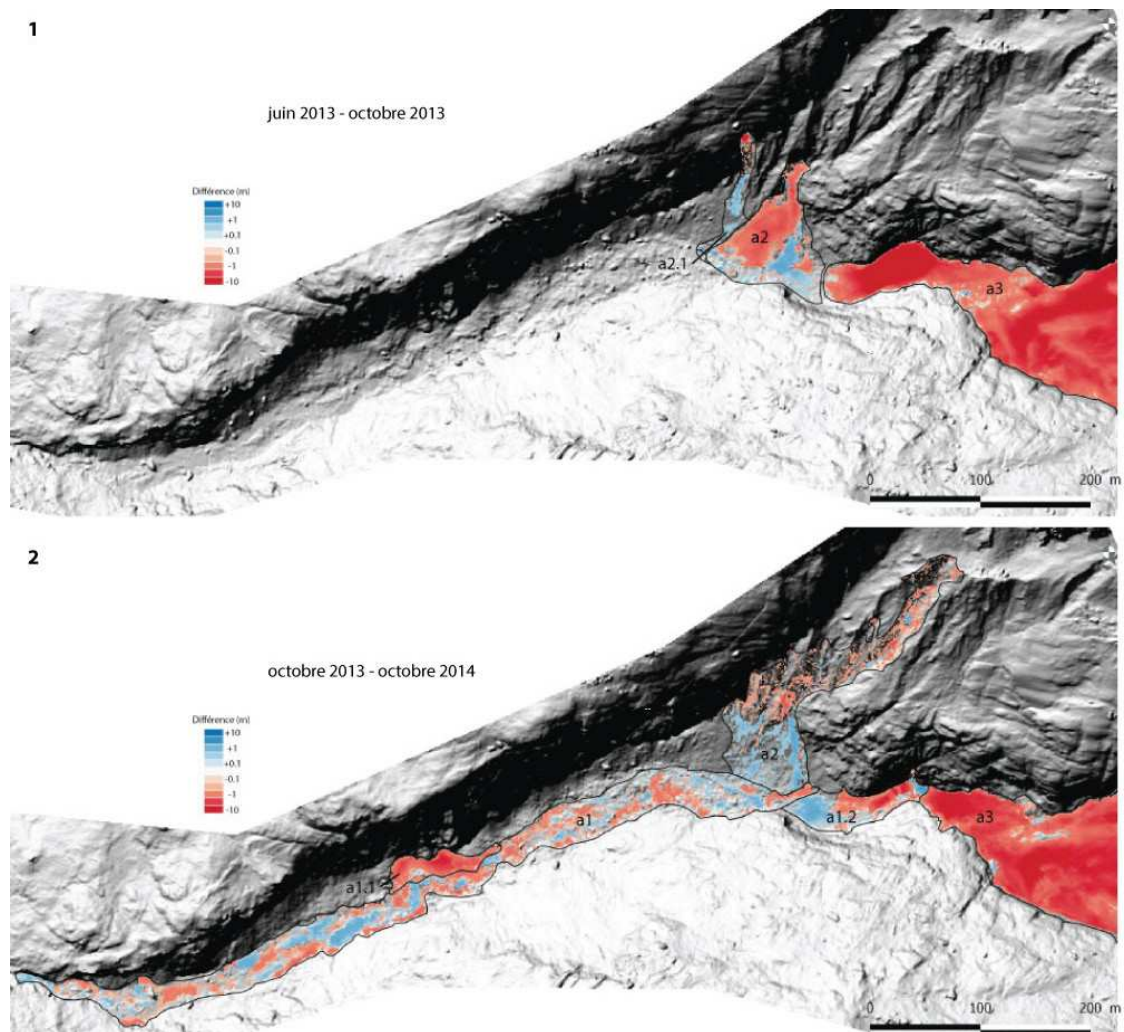 1
juin 2013 - octobre 2013
Différence (m)
+10
+1
+0.1
-0.1
-1
-10
a2
a2.1
a3
0
100
200 m
2
octobre 2013 - octobre 2014
Différence (m)
+10
+1
+0.1
-0.1
-1
-10
a2
a1
a1.2
a3
a1.1
0
100
200 m